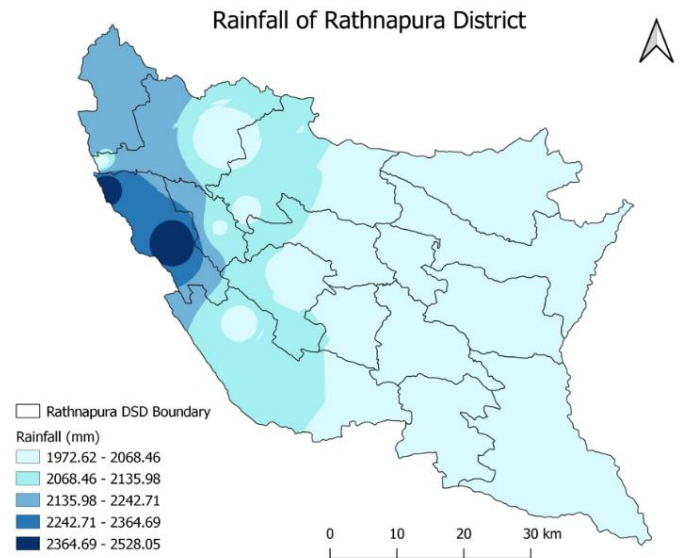 Rainfall of Rathnapura District
Rathnapura DSD Boundary
Rainfall (mm)
1972.62 - 2068.46
2068.46 - 2135.98
2135.98 - 2242.71
2242.71 - 2364.69
2364.69 - 2528.05
0 10 20 30 km